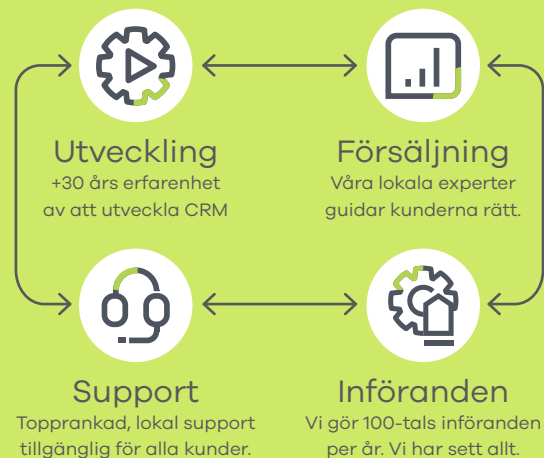 Utveckling
+30 års erfarenhet
av att utveckla CRM
Försäljning
Våra lokala experter
guidar kunderna rätt.
Support
Topprankad, lokal support
tillgänglig för alla kunder.
Införanden
Vi gör 100-tals införanden
per år. Vi har sett allt.